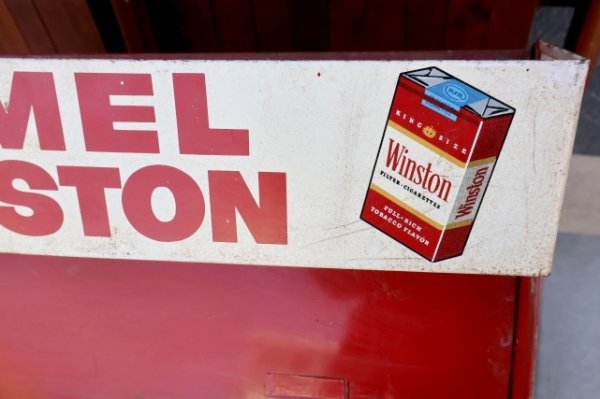 MEL
STON
KING SIZE
Winston
FILTER·CIGARETTES
FULL·RICH
TOBACCO FLAVOR
Winston